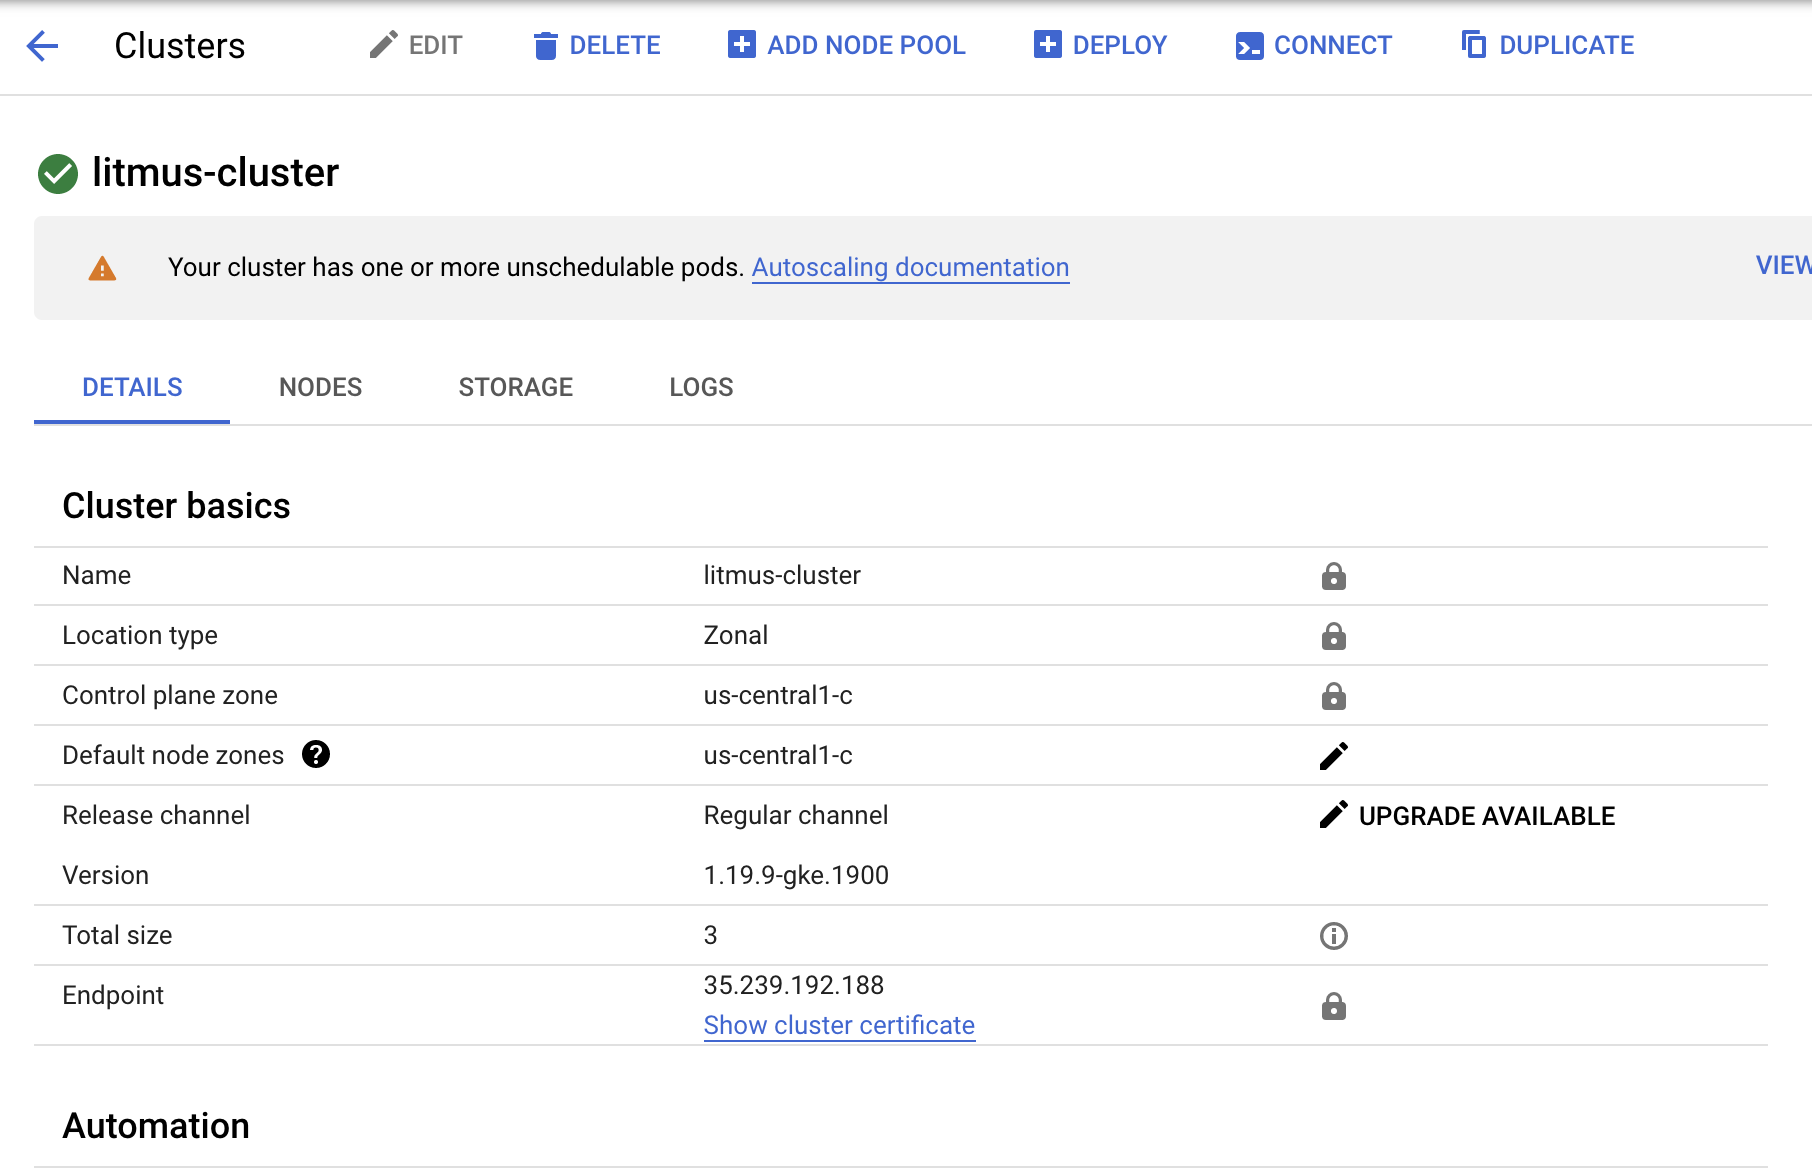 Clusters EDIT DELETE ADD NODE POOL DEPLOY CONNECT DUPLICATE
litmus-cluster
Your cluster has one or more unschedulable pods. Autoscaling documentation VIEW
DETAILS NODES STORAGE LOGS
Cluster basics
Name litmus-cluster
Location type Zonal
Control plane zone us-central1-c
Default node zones us-central1-c
Release channel Regular channel UPGRADE AVAILABLE
Version 1.19.9-gke.1900
Total size 3
Endpoint 35.239.192.188
Show cluster certificate
Automation